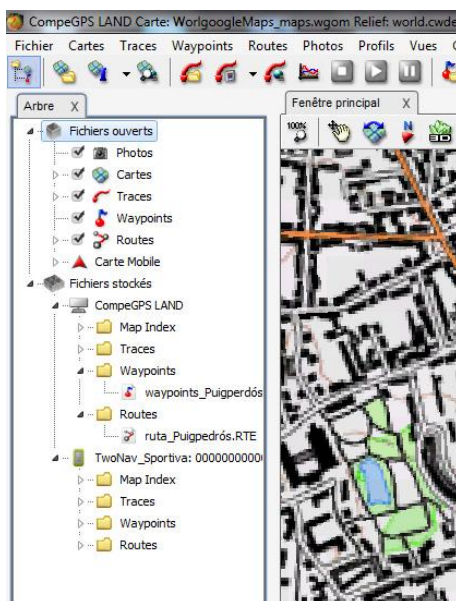 CompeGPS LAND Carte: WorlgoogleMaps_maps.wgom Relief: world.cwde
Fichier Cartes Traces Waypoints Routes Photos Profils Vues
Arbre X
Fenêtre principal X
100%
N
Fichiers ouverts
Photos
Cartes
Traces
Waypoints
Routes
Carte Mobile
Fichiers stockés
CompeGPS LAND
Map Index
Traces
Waypoints
waypoints_Puigperdós
Routes
ruta_Puigpedrós.RTE
TwoNav_Sportiva: 0000000000
Map Index
Traces
Waypoints
Routes